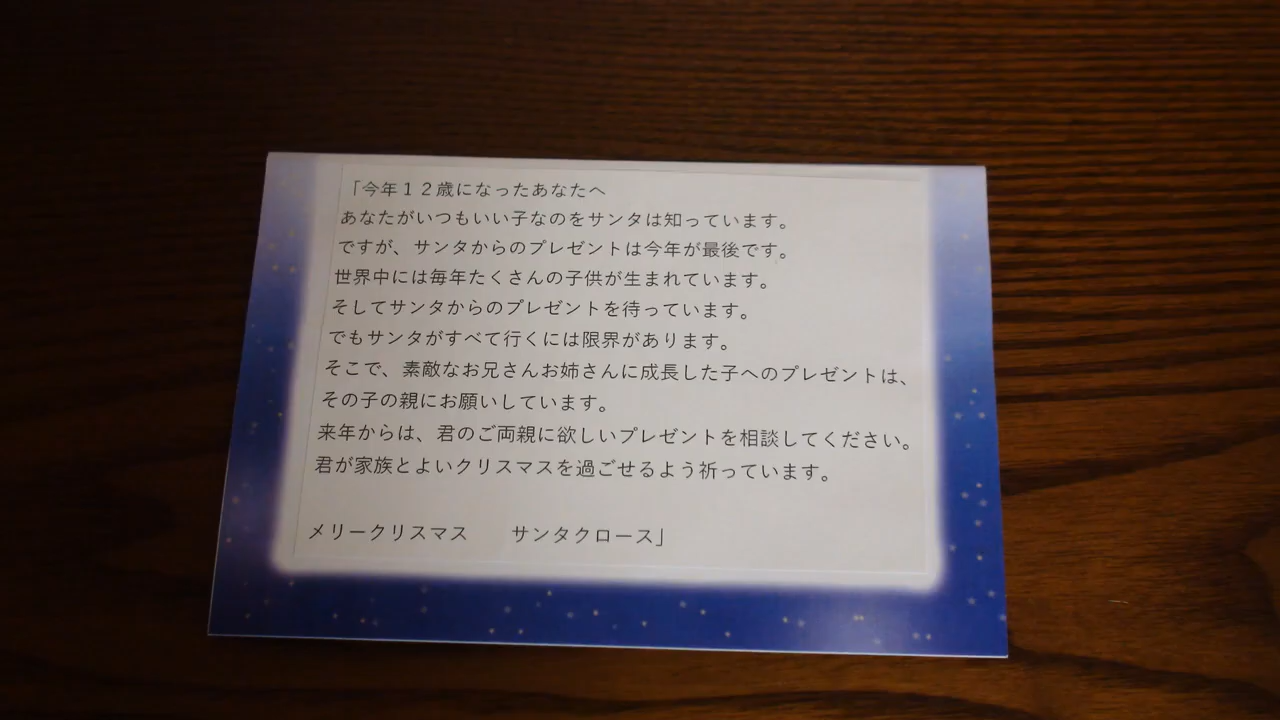 「今年１２歳になったあなたへ
あなたがいつもいい子なのをサンタは知っています。
ですが、サンタからのプレゼントは今年が最後です。
世界中には毎年たくさんの子供が生まれています。
そしてサンタからのプレゼントを待っています。
でもサンタがすべて行くには限界があります。
そこで、素敵なお兄さんお姉さんに成長した子へのプレゼントは、
その子の親にお願いしています。
来年からは、君のご両親に欲しいプレゼントを相談してください。
君が家族とよいクリスマスを過ごせるよう祈っています。
メリークリスマス　　サンタクロース」